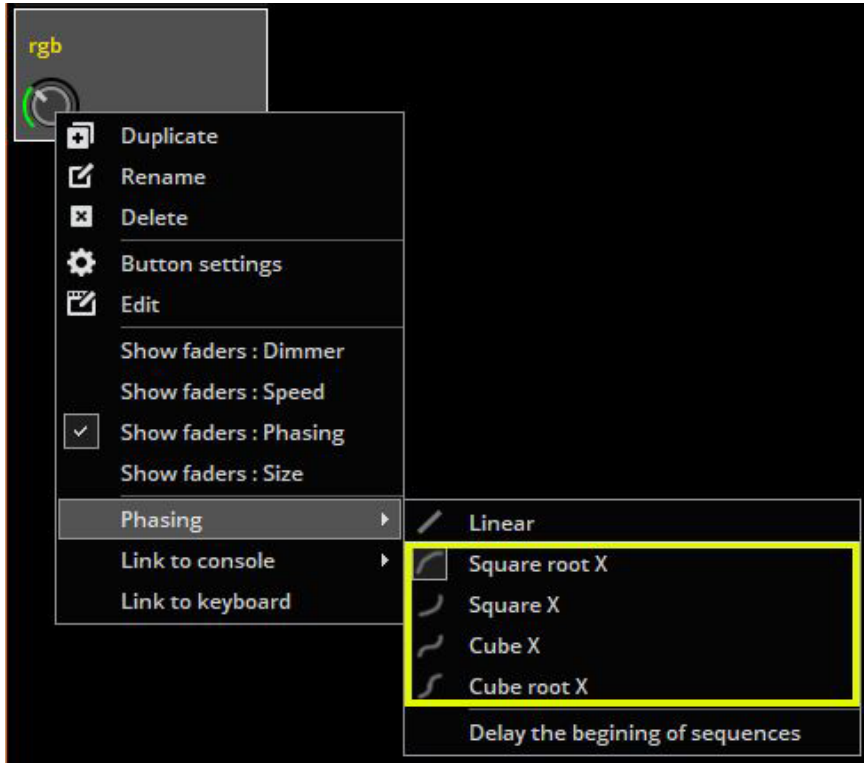 rgb
Duplicate
Rename
Delete
Button settings
Edit
Show faders : Dimmer
Show faders : Speed
Show faders : Phasing
Show faders : Size
Phasing
Link to console
Link to keyboard
Linear
Square root X
Square X
Cube X
Cube root X
Delay the begining of sequences